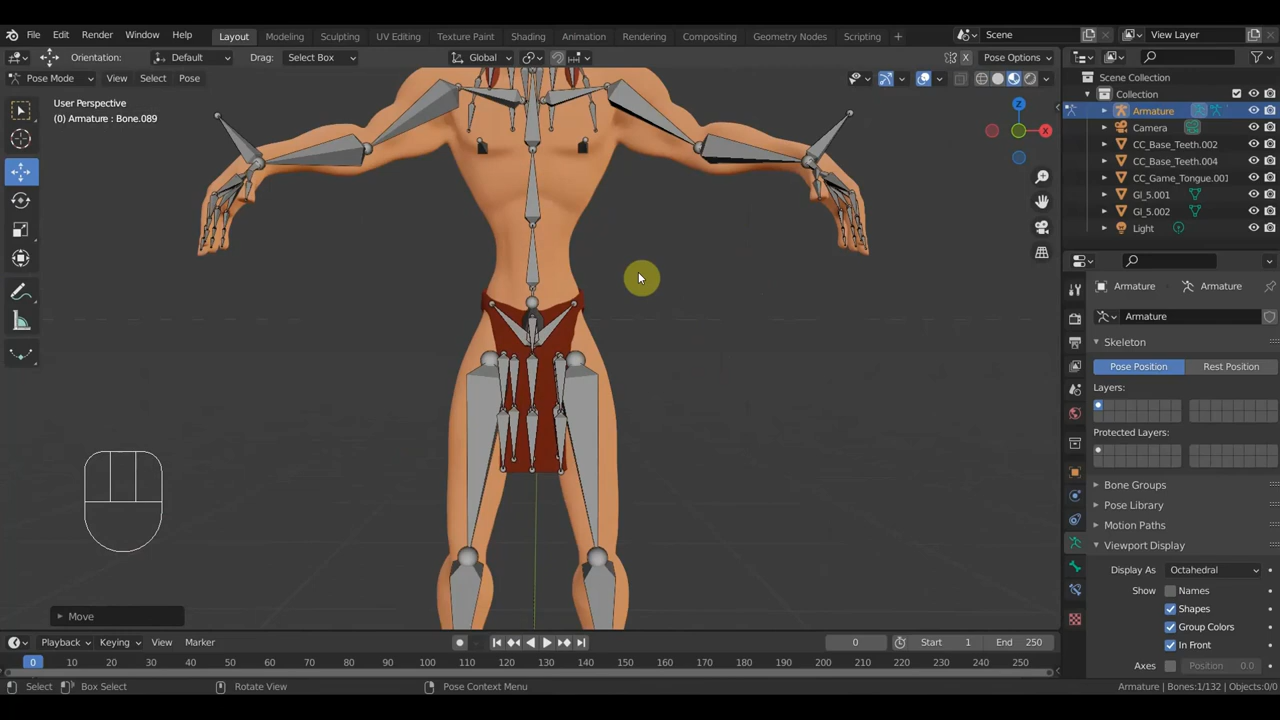 File Edit Render Window Help Layout Modeling Sculpting UV Editing Texture Paint Shading Animation Rendering Compositing Geometry Nodes Scripting + Scene View Layer
Orientation: Default Drag: Select Box Global X Pose Options
Pose Mode View Select Pose
User Perspective
(0) Armature : Bone.089
Z
X
Move
Scene Collection
Collection
Armature
Camera
CC_Base_Teeth.002
CC_Base_Teeth.004
CC_Game_Tongue.001
GI_5.001
GI_5.002
Light
Armature Armature
Armature
Skeleton
Pose Position Rest Position
Layers:
Protected Layers:
Bone Groups
Pose Library
Motion Paths
Viewport Display
Display As Octahedral
Show Names
Shapes
Group Colors
In Front
Axes Position 0.0
Playback Keying View Marker 0 Start 1 End 250
0 10 20 30 40 50 60 70 80 90 100 110 120 130 140 150 160 170 180 190 200 210 220 230 240 250
Select Box Select Rotate View Pose Context Menu Armature | Bones:1/132 | Objects:0/0